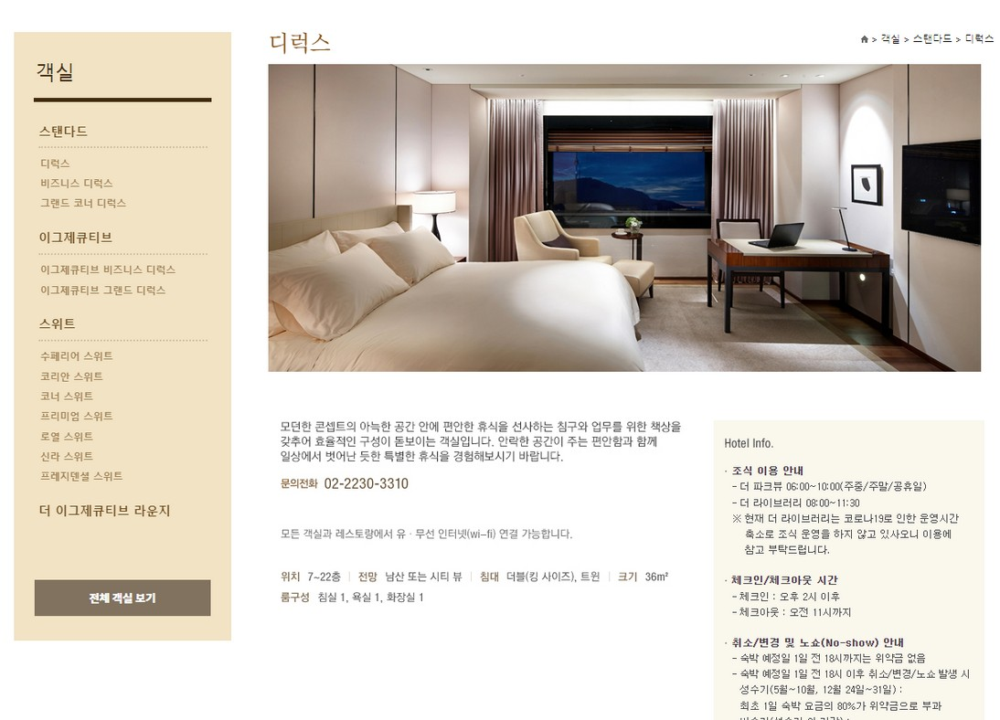 객실
스탠다드
디럭스
비즈니스 디럭스
그랜드 코너 디럭스
이그제큐티브
이그제큐티브 비즈니스 디럭스
이그제큐티브 그랜드 디럭스
스위트
수페리어 스위트
코리안 스위트
코너 스위트
프리미엄 스위트
로열 스위트
신라 스위트
프레지덴셜 스위트
더 이그제큐티브 라운지
전체 객실 보기
디럭스
> 객실 > 스탠다드 > 디럭스
모던한 콘셉트의 아늑한 공간 안에 편안한 휴식을 선사하는 침구와 업무를 위한 책상을
갖추어 효율적인 구성이 돋보이는 객실입니다. 안락한 공간이 주는 편안함과 함께
일상에서 벗어난 듯한 특별한 휴식을 경험해보시기 바랍니다.
문의전화 02-2230-3310
모든 객실과 레스토랑에서 유 · 무선 인터넷(wi-fi) 연결 가능합니다.
위치 7~22층 | 전망 남산 또는 시티 뷰 | 침대 더블(킹 사이즈), 트윈 | 크기 36m²
룸구성 침실 1, 욕실 1, 화장실 1
Hotel Info.
· 조식 이용 안내
- 더 파크뷰 06:00~10:00(주중/주말/공휴일)
- 더 라이브러리 08:00~11:30
※ 현재 더 라이브러리는 코로나19로 인한 운영시간
축소로 조식 운영을 하지 않고 있사오니 이용에
참고 부탁드립니다.
· 체크인/체크아웃 시간
- 체크인 : 오후 2시 이후
- 체크아웃 : 오전 11시까지
· 취소/변경 및 노쇼(No-show) 안내
- 숙박 예정일 1일 전 18시까지는 위약금 없음
- 숙박 예정일 1일 전 18시 이후 취소/변경/노쇼 발생 시
성수기(5월~10월, 12월 24일~31일) :
최초 1일 숙박 요금의 80%가 위약금으로 부과